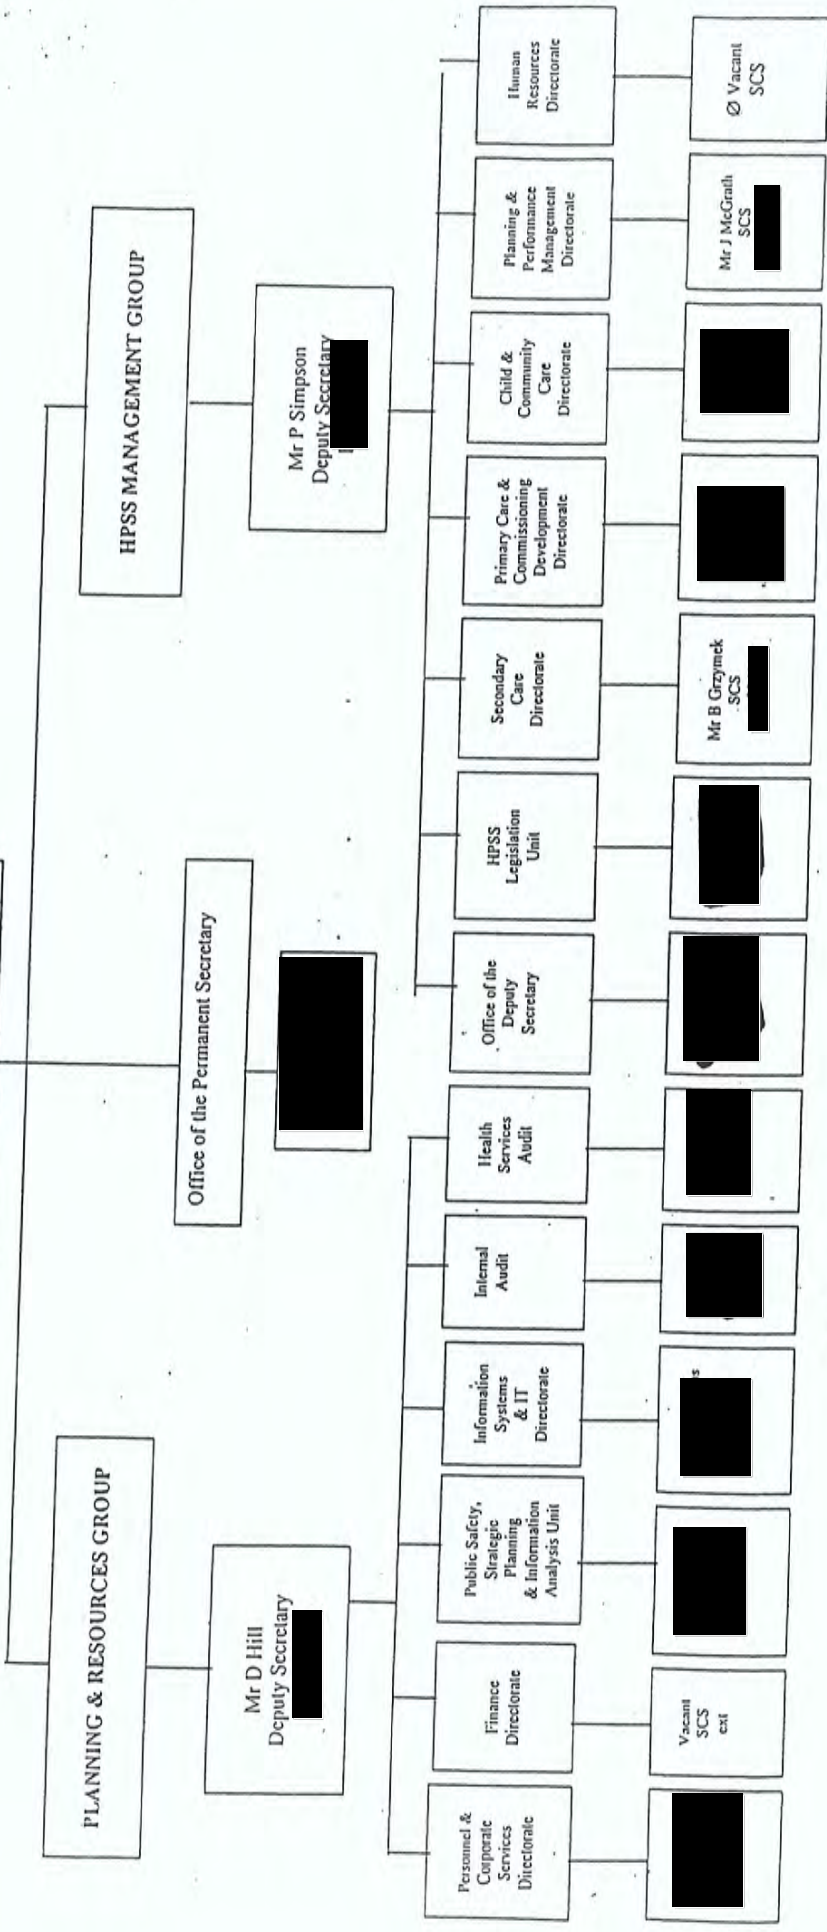 PLANNING & RESOURCES GROUP
Office of the Permanent Secretary
HPSS MANAGEMENT GROUP
Mr D Hill
Deputy Secretary
Mr P Simpson
Deputy Secretary
Personnel &
Corporate
Services
Directorate
Finance
Directorate
Public Safety,
Strategic
Planning
& Information
Analysis Unit
Information
Systems
& IT
Directorate
Internal
Audit
Health
Services
Audit
Office of the
Deputy
Secretary
HPSS
Legislation
Unit
Secondary
Care
Directorate
Primary Care &
Commissioning
Development
Directorate
Child &
Community
Care
Directorate
Planning &
Performance
Management
Directorate
Human
Resources
Directorate
Vacant
SCS
ext
Mr B Grzymek
SCS
Mr J McGrath
SCS
Ø Vacant
SCS